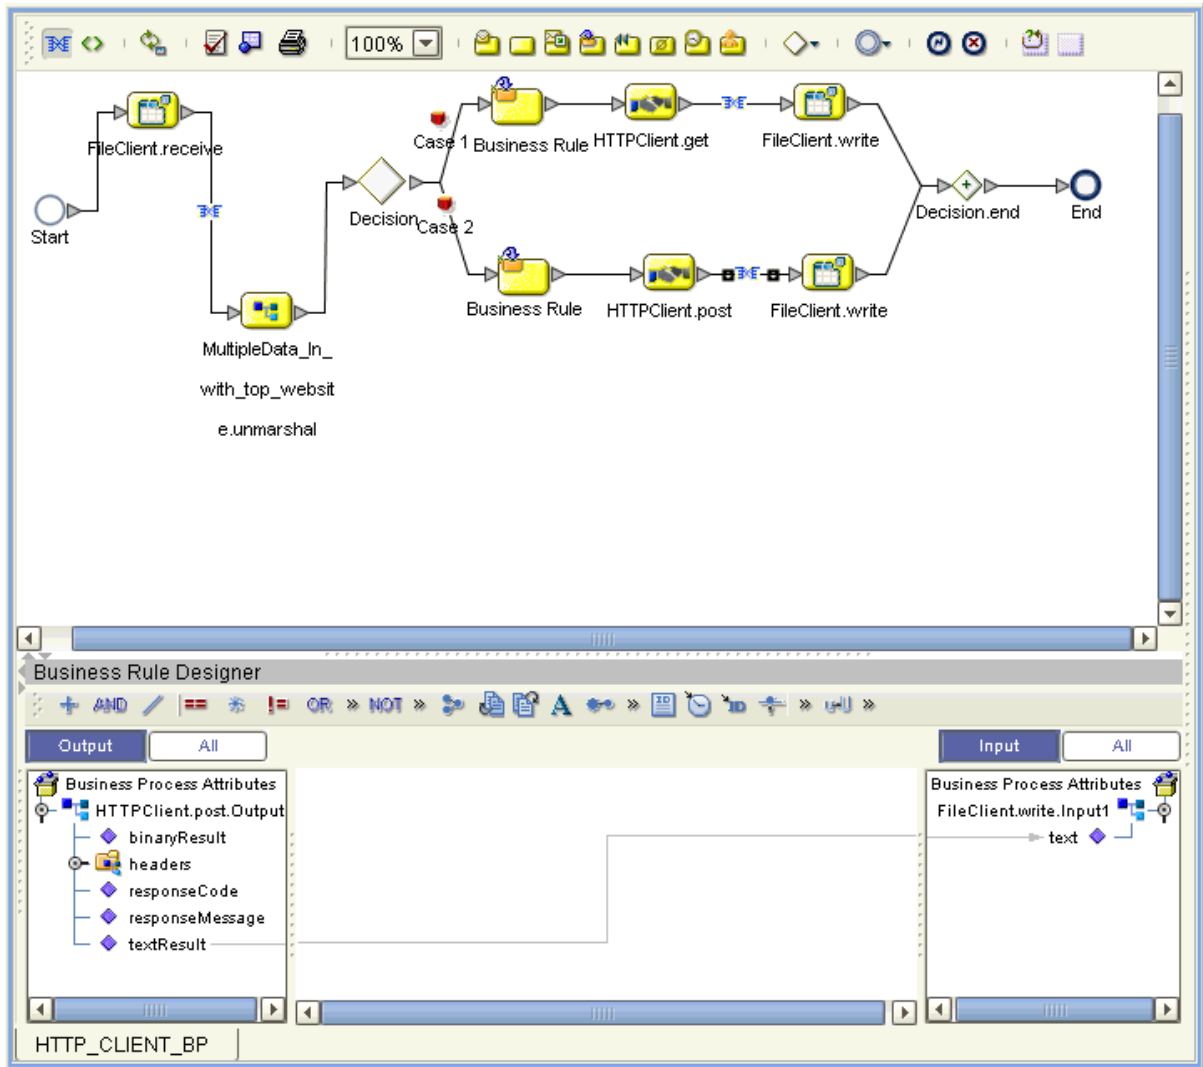 100%
FileClient.receive
Case 1
Business Rule
HTTPClient.get
FileClient.write
Start
Decision
Case 2
Decision.end
End
Business Rule
HTTPClient.post
FileClient.write
MultipleData_In_
with_top_websit
e.unmarshal
Business Rule Designer
AND
==
!=
OR
»
NOT
»
A
»
ID
ID
»
»
Output
All
Input
All
Business Process Attributes
HTTPClient.post.Output
binaryResult
headers
responseCode
responseMessage
textResult
Business Process Attributes
FileClient.write.Input1
text
HTTP_CLIENT_BP